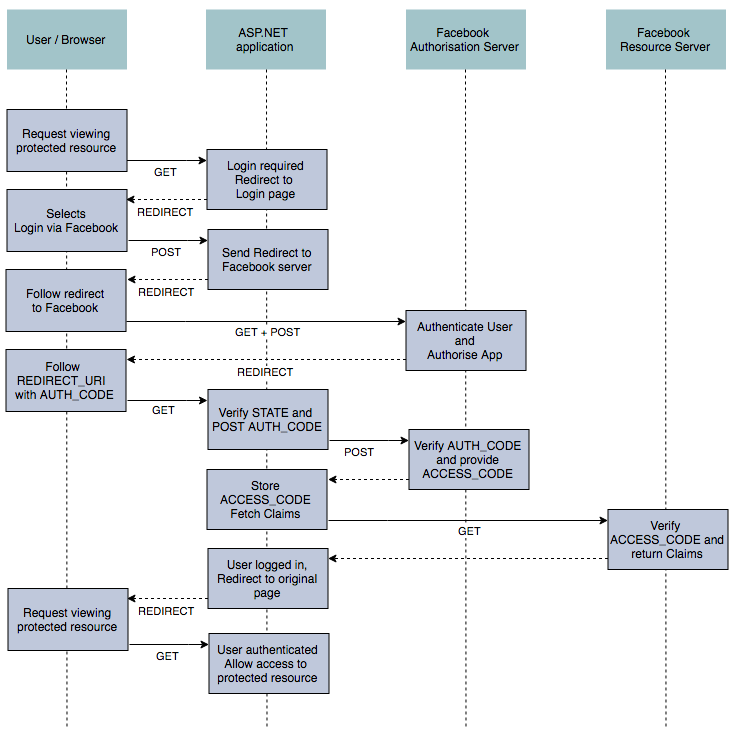 User / Browser
ASP.NET
application
Facebook
Authorisation Server
Facebook
Resource Server
Request viewing
protected resource
GET
Login required
Redirect to
Login page
REDIRECT
Selects
Login via Facebook
POST
Send Redirect to
Facebook server
REDIRECT
Follow redirect
to Facebook
GET + POST
Authenticate User
and
Authorise App
REDIRECT
Follow
REDIRECT_URI
with AUTH_CODE
GET
Verify STATE and
POST AUTH_CODE
POST
Verify AUTH_CODE
and provide
ACCESS_CODE
Store
ACCESS_CODE
Fetch Claims
GET
Verify
ACCESS_CODE and
return Claims
User logged in,
Redirect to original
page
REDIRECT
Request viewing
protected resource
GET
User authenticated
Allow access to
protected resource